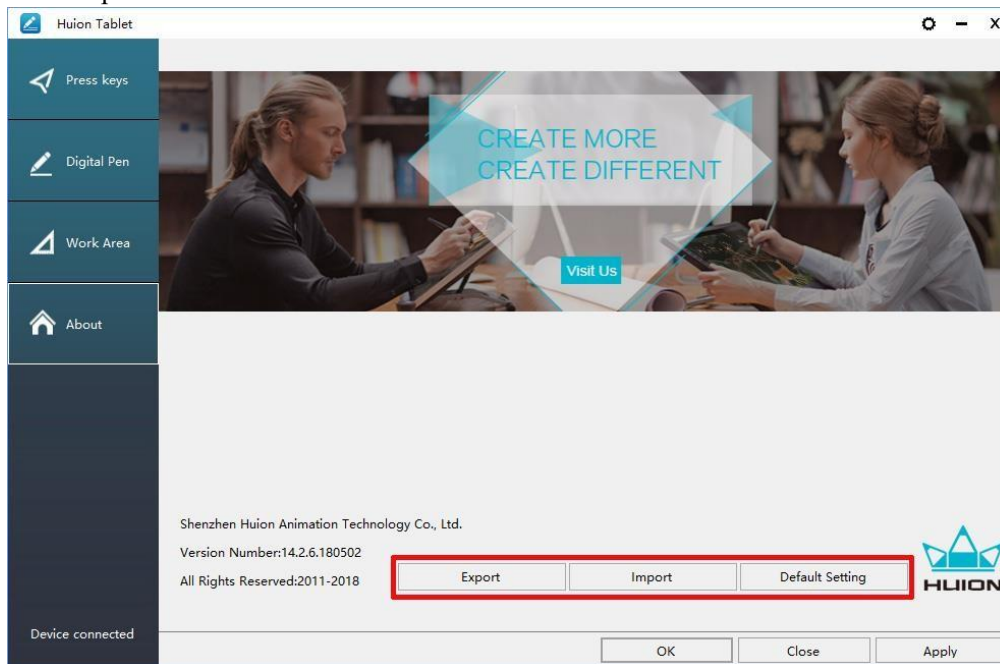 Huion Tablet
X
Press keys
CREATE MORE
CREATE DIFFERENT
Digital Pen
Work Area
Visit Us
About
Shenzhen Huion Animation Technology Co., Ltd.
Version Number:14.2.6.180502
All Rights Reserved:2011-2018
Export
Import
Default Setting
HUION
Device connected
OK
Close
Apply